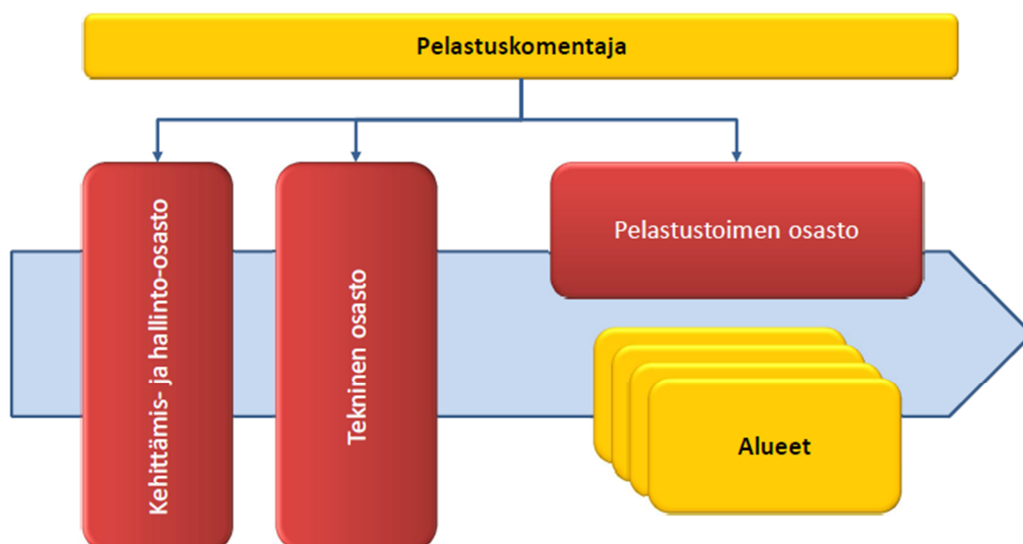 Pelastuskomentaja
Kehittämis- ja hallinto-osasto
Tekninen osasto
Pelastustoimen osasto
Alueet